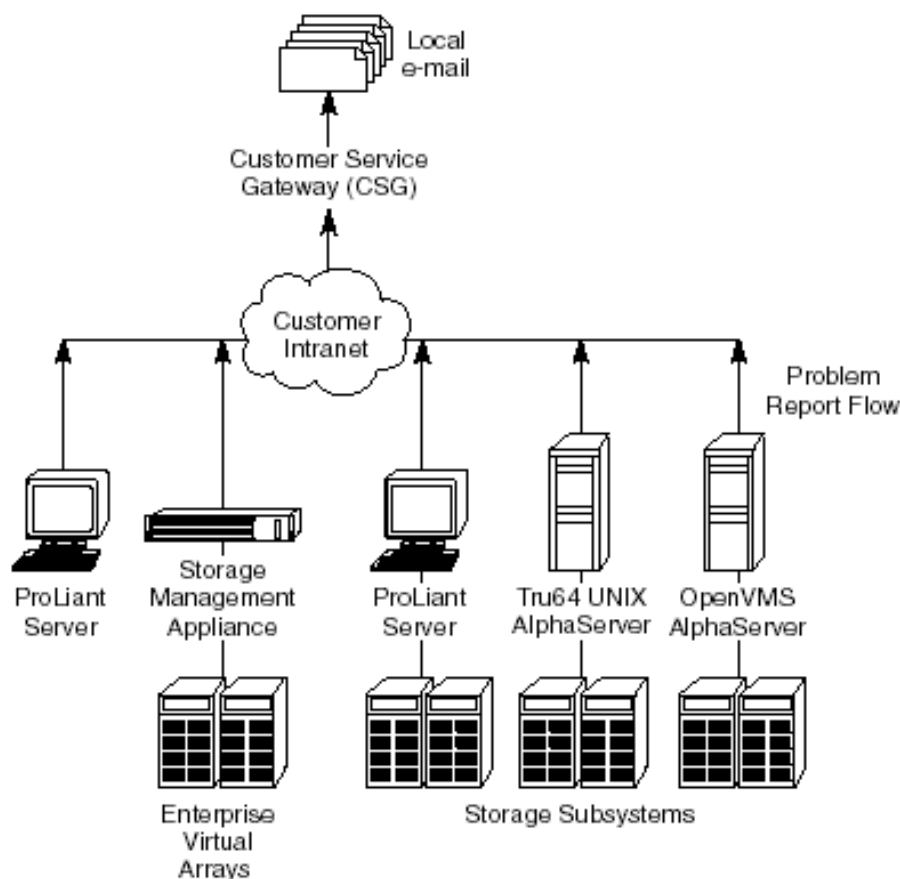 Local
e-mail
Customer Service
Gateway (CSG)
Customer
Intranet
Problem
Report Flow
ProLiant
Server
Storage
Management
Appliance
ProLiant
Server
Tru64 UNIX
AlphaServer
OpenVMS
AlphaServer
Enterprise
Virtual
Arrays
Storage Subsystems